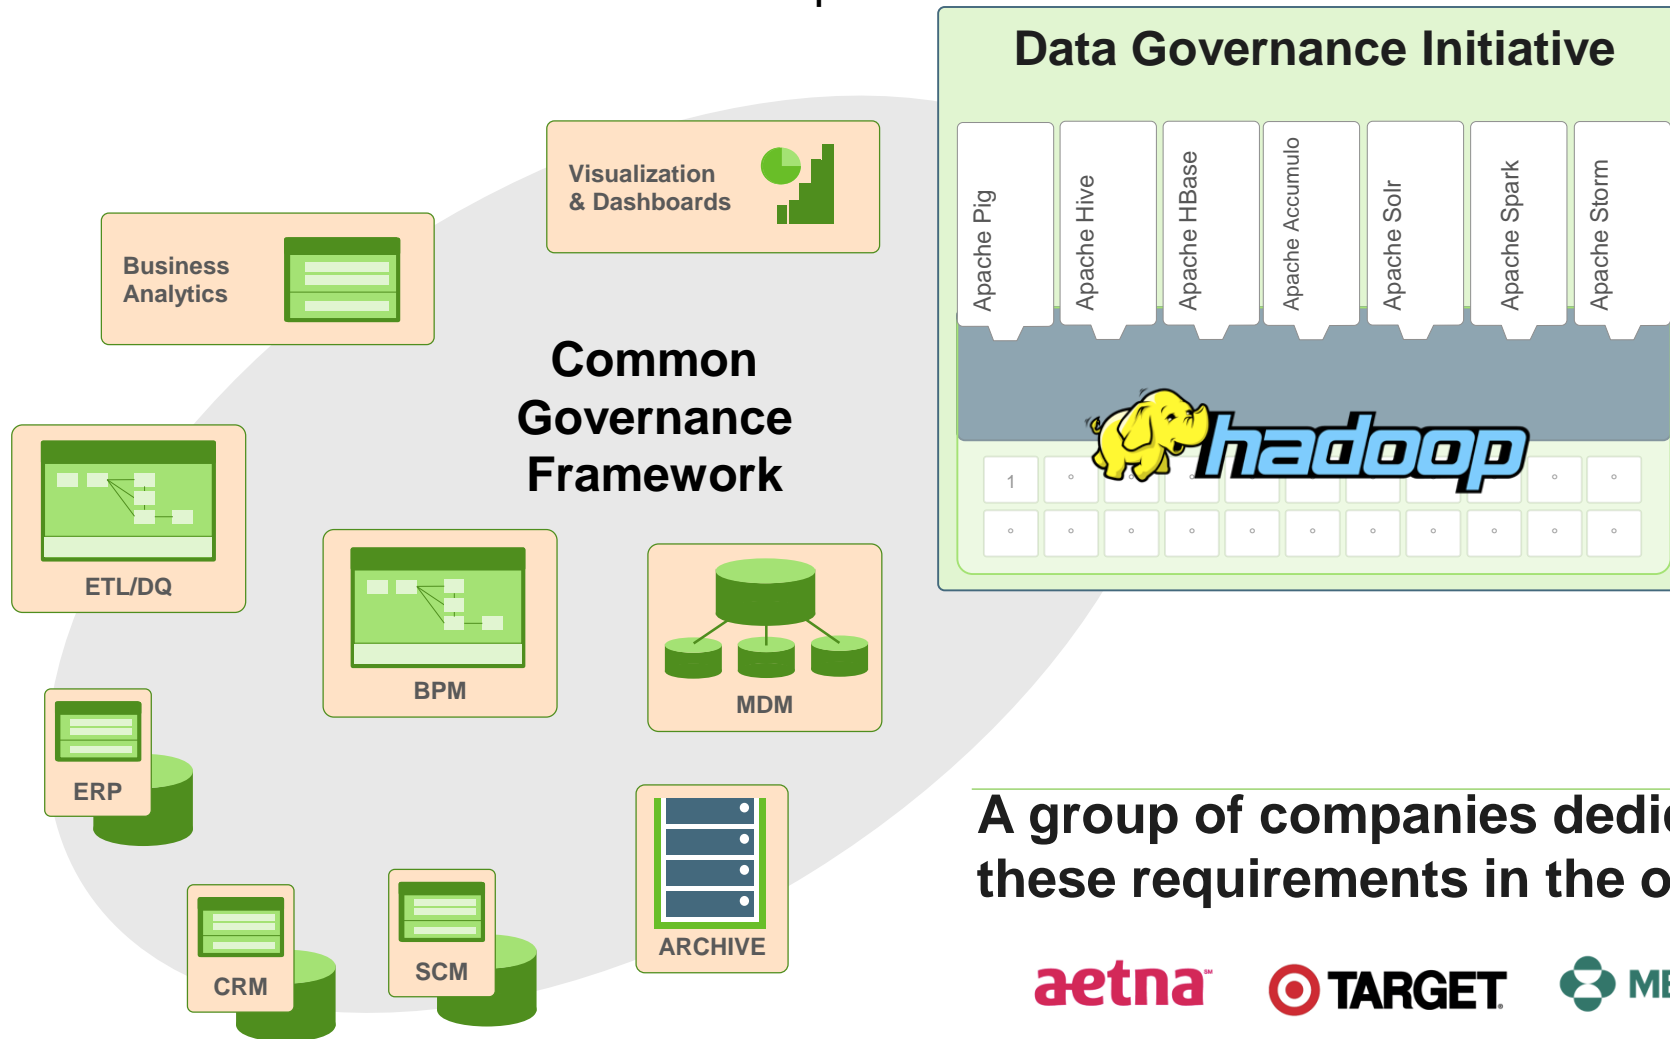 Data Governance Initiative
Apache Pig
Apache Hive
Apache HBase
Apache Accumulo
Apache Solr
Apache Spark
Apache Storm
hadoop
1
Visualization
& Dashboards
Business
Analytics
Common
Governance
Framework
ETL/DQ
BPM
MDM
ERP
CRM
SCM
ARCHIVE
A group of companies
these requirements in the
aetna℠
TARGET.